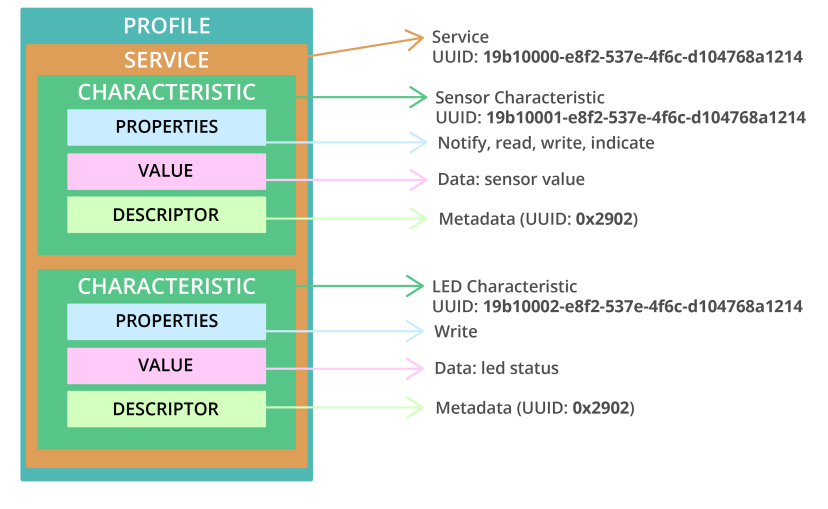 PROFILE
SERVICE
Service
UUID: 19b10000-e8f2-537e-4f6c-d104768a1214
CHARACTERISTIC
Sensor Characteristic
UUID: 19b10001-e8f2-537e-4f6c-d104768a1214
PROPERTIES
Notify, read, write, indicate
VALUE
Data: sensor value
DESCRIPTOR
Metadata (UUID: 0x2902)
CHARACTERISTIC
LED Characteristic
UUID: 19b10002-e8f2-537e-4f6c-d104768a1214
PROPERTIES
Write
VALUE
Data: led status
DESCRIPTOR
Metadata (UUID: 0x2902)